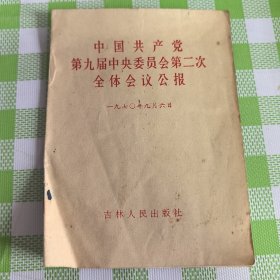 中国共产党
第九届中央委员会第二次
全体会议公报
一九七〇年九月六日
吉林人民出版社